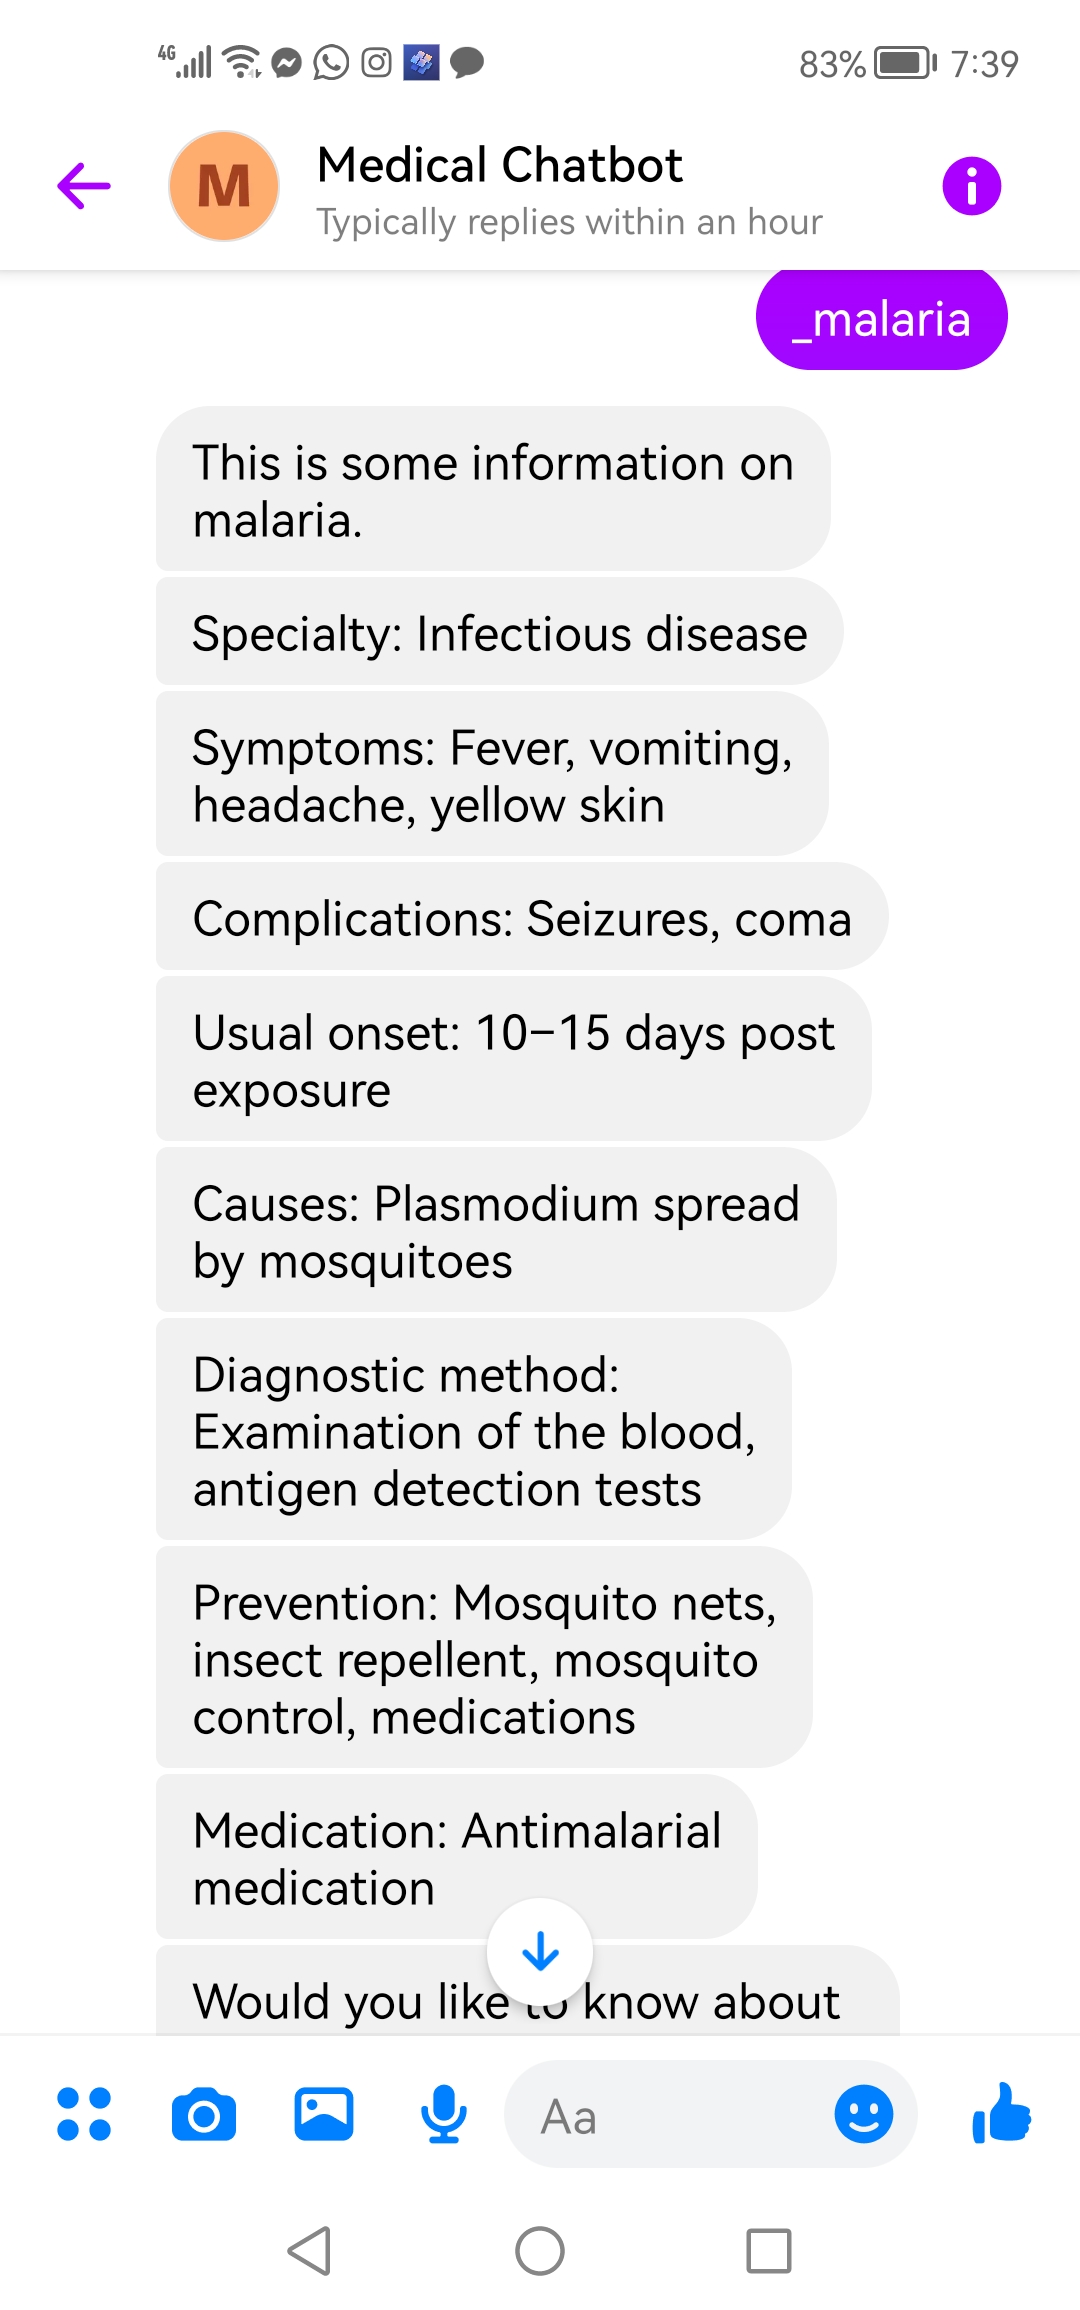 4G 83% 7:39
M
Medical Chatbot
Typically replies within an hour
_malaria
This is some information on
malaria.
Specialty: Infectious disease
Symptoms: Fever, vomiting,
headache, yellow skin
Complications: Seizures, coma
Usual onset: 10–15 days post
exposure
Causes: Plasmodium spread
by mosquitoes
Diagnostic method:
Examination of the blood,
antigen detection tests
Prevention: Mosquito nets,
insect repellent, mosquito
control, medications
Medication: Antimalarial
medication
Would you like to know about
Aa